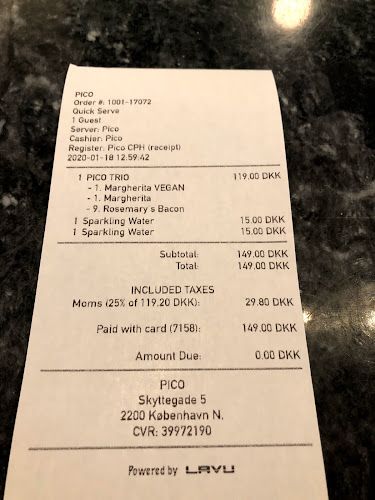 PICO
Order #: 1001-17072
Quick Serve
1 Guest
Server: Pico
Cashier: Pico
Register: Pico CPH (receipt)
2020-01-18 12:59:42
1 PICO TRIO 119.00 DKK
- 1. Margherita VEGAN
- 1. Margherita
- 9. Rosemary's Bacon
1 Sparkling Water 15.00 DKK
1 Sparkling Water 15.00 DKK
Subtotal: 149.00 DKK
Total: 149.00 DKK
INCLUDED TAXES
Moms (25% of 119.20 DKK): 29.80 DKK
Paid with card (7158): 149.00 DKK
Amount Due: 0.00 DKK
PICO
Skyttegade 5
2200 København N.
CVR: 39972190
Powered by LAVU